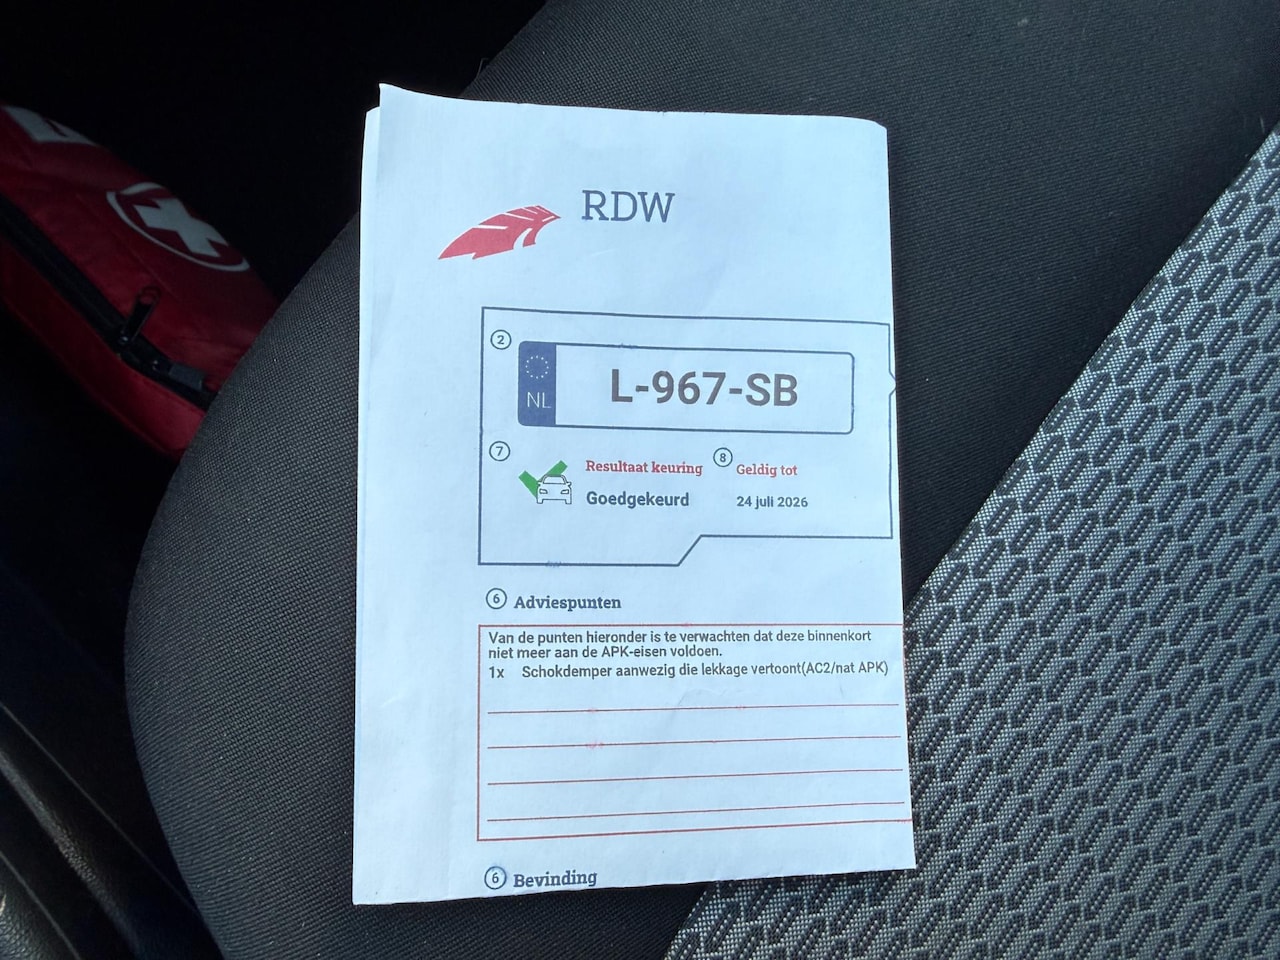 RDW
2
NL
L-967-SB
7
Resultaat keuring
Goedgekeurd
8
Geldig tot
24 juli 2026
6 Adviespunten
Van de punten hieronder is te verwachten dat deze binnenkort
niet meer aan de APK-eisen voldoen.
1x Schokdemper aanwezig die lekkage vertoont(AC2/nat APK)
6 Bevinding